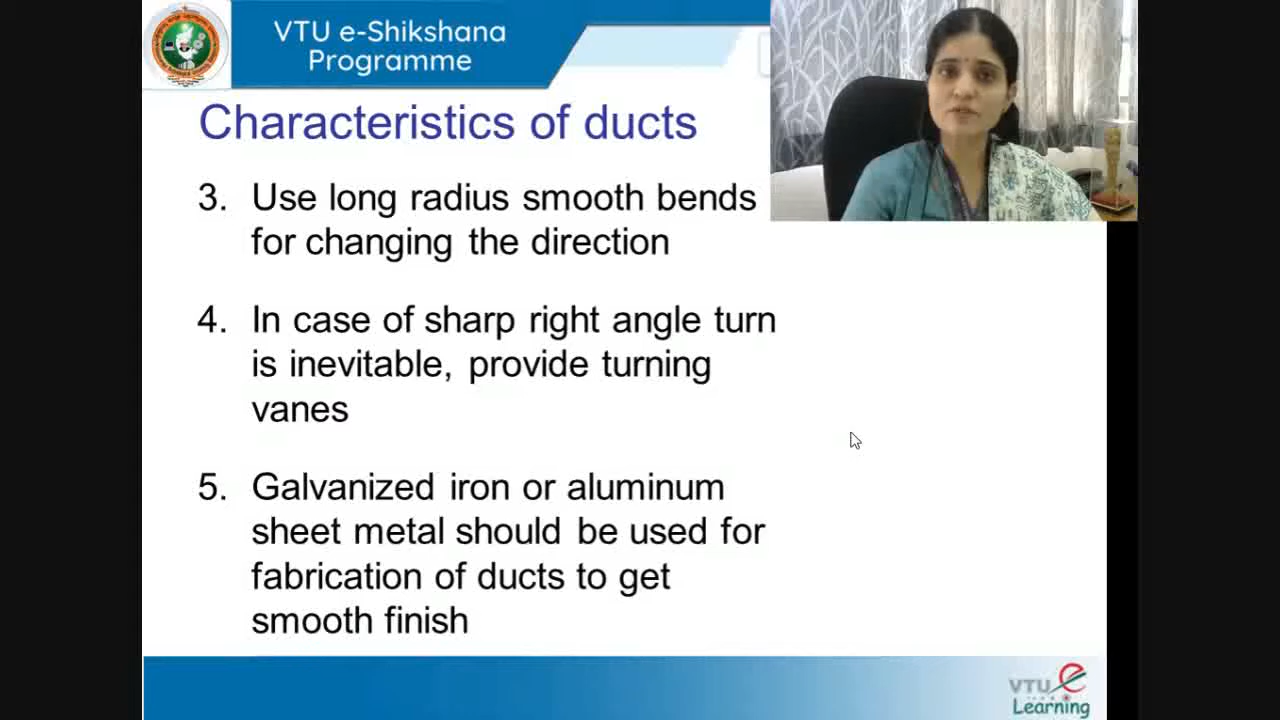 VTU e-Shikshana
Programme
Characteristics of ducts
3. Use long radius smooth bends
for changing the direction
4. In case of sharp right angle turn
is inevitable, provide turning
vanes
5. Galvanized iron or aluminum
sheet metal should be used for
fabrication of ducts to get
smooth finish
VTU e
Learning